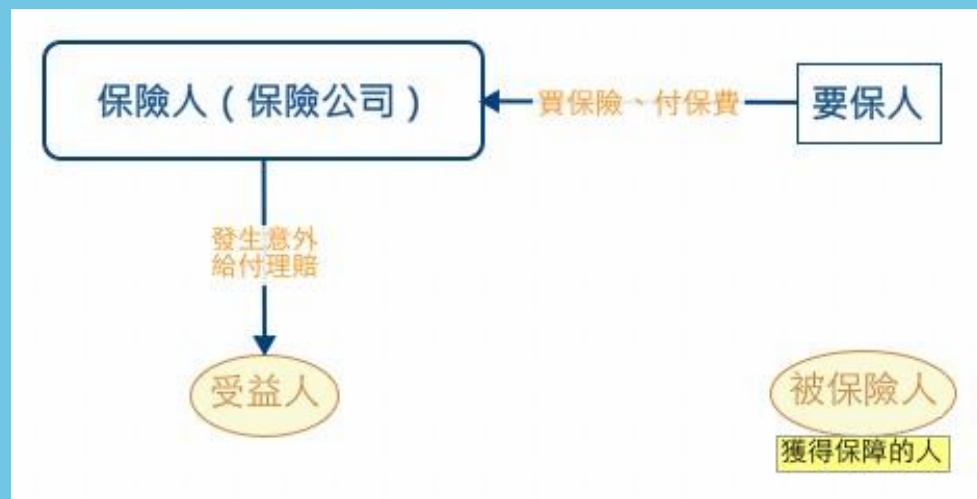 保險人（保險公司）
買保險、付保費
要保人
發生意外
給付理賠
受益人
被保險人
獲得保障的人